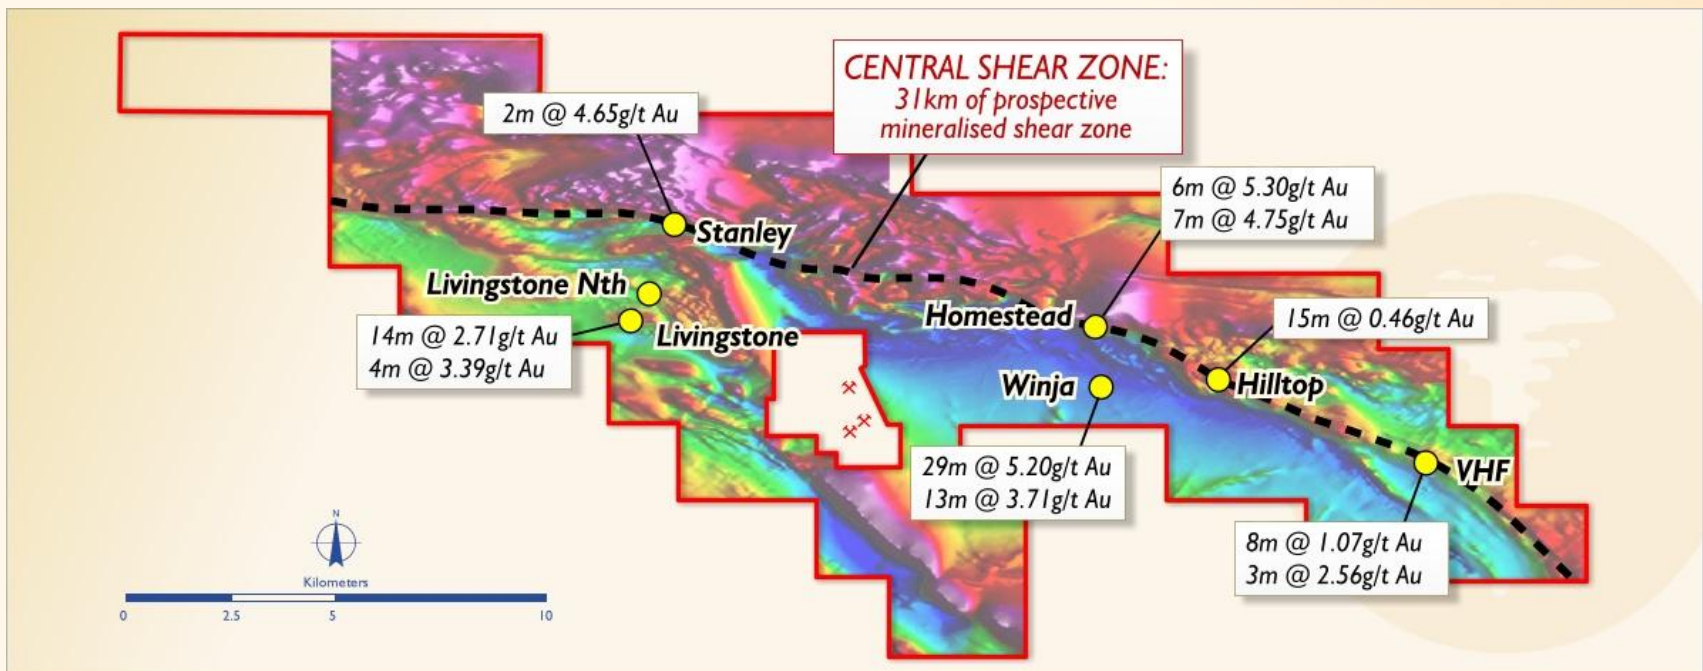 CENTRAL SHEAR ZONE:
31km of prospective
mineralised shear zone
2m @ 4.65g/t Au
6m @ 5.30g/t Au
7m @ 4.75g/t Au
Stanley
Livingstone Nth
Livingstone
14m @ 2.71g/t Au
4m @ 3.39g/t Au
Homestead
15m @ 0.46g/t Au
Winja
Hilltop
29m @ 5.20g/t Au
13m @ 3.71g/t Au
VHF
8m @ 1.07g/t Au
3m @ 2.56g/t Au
N
Kilometers
0 2.5 5 10